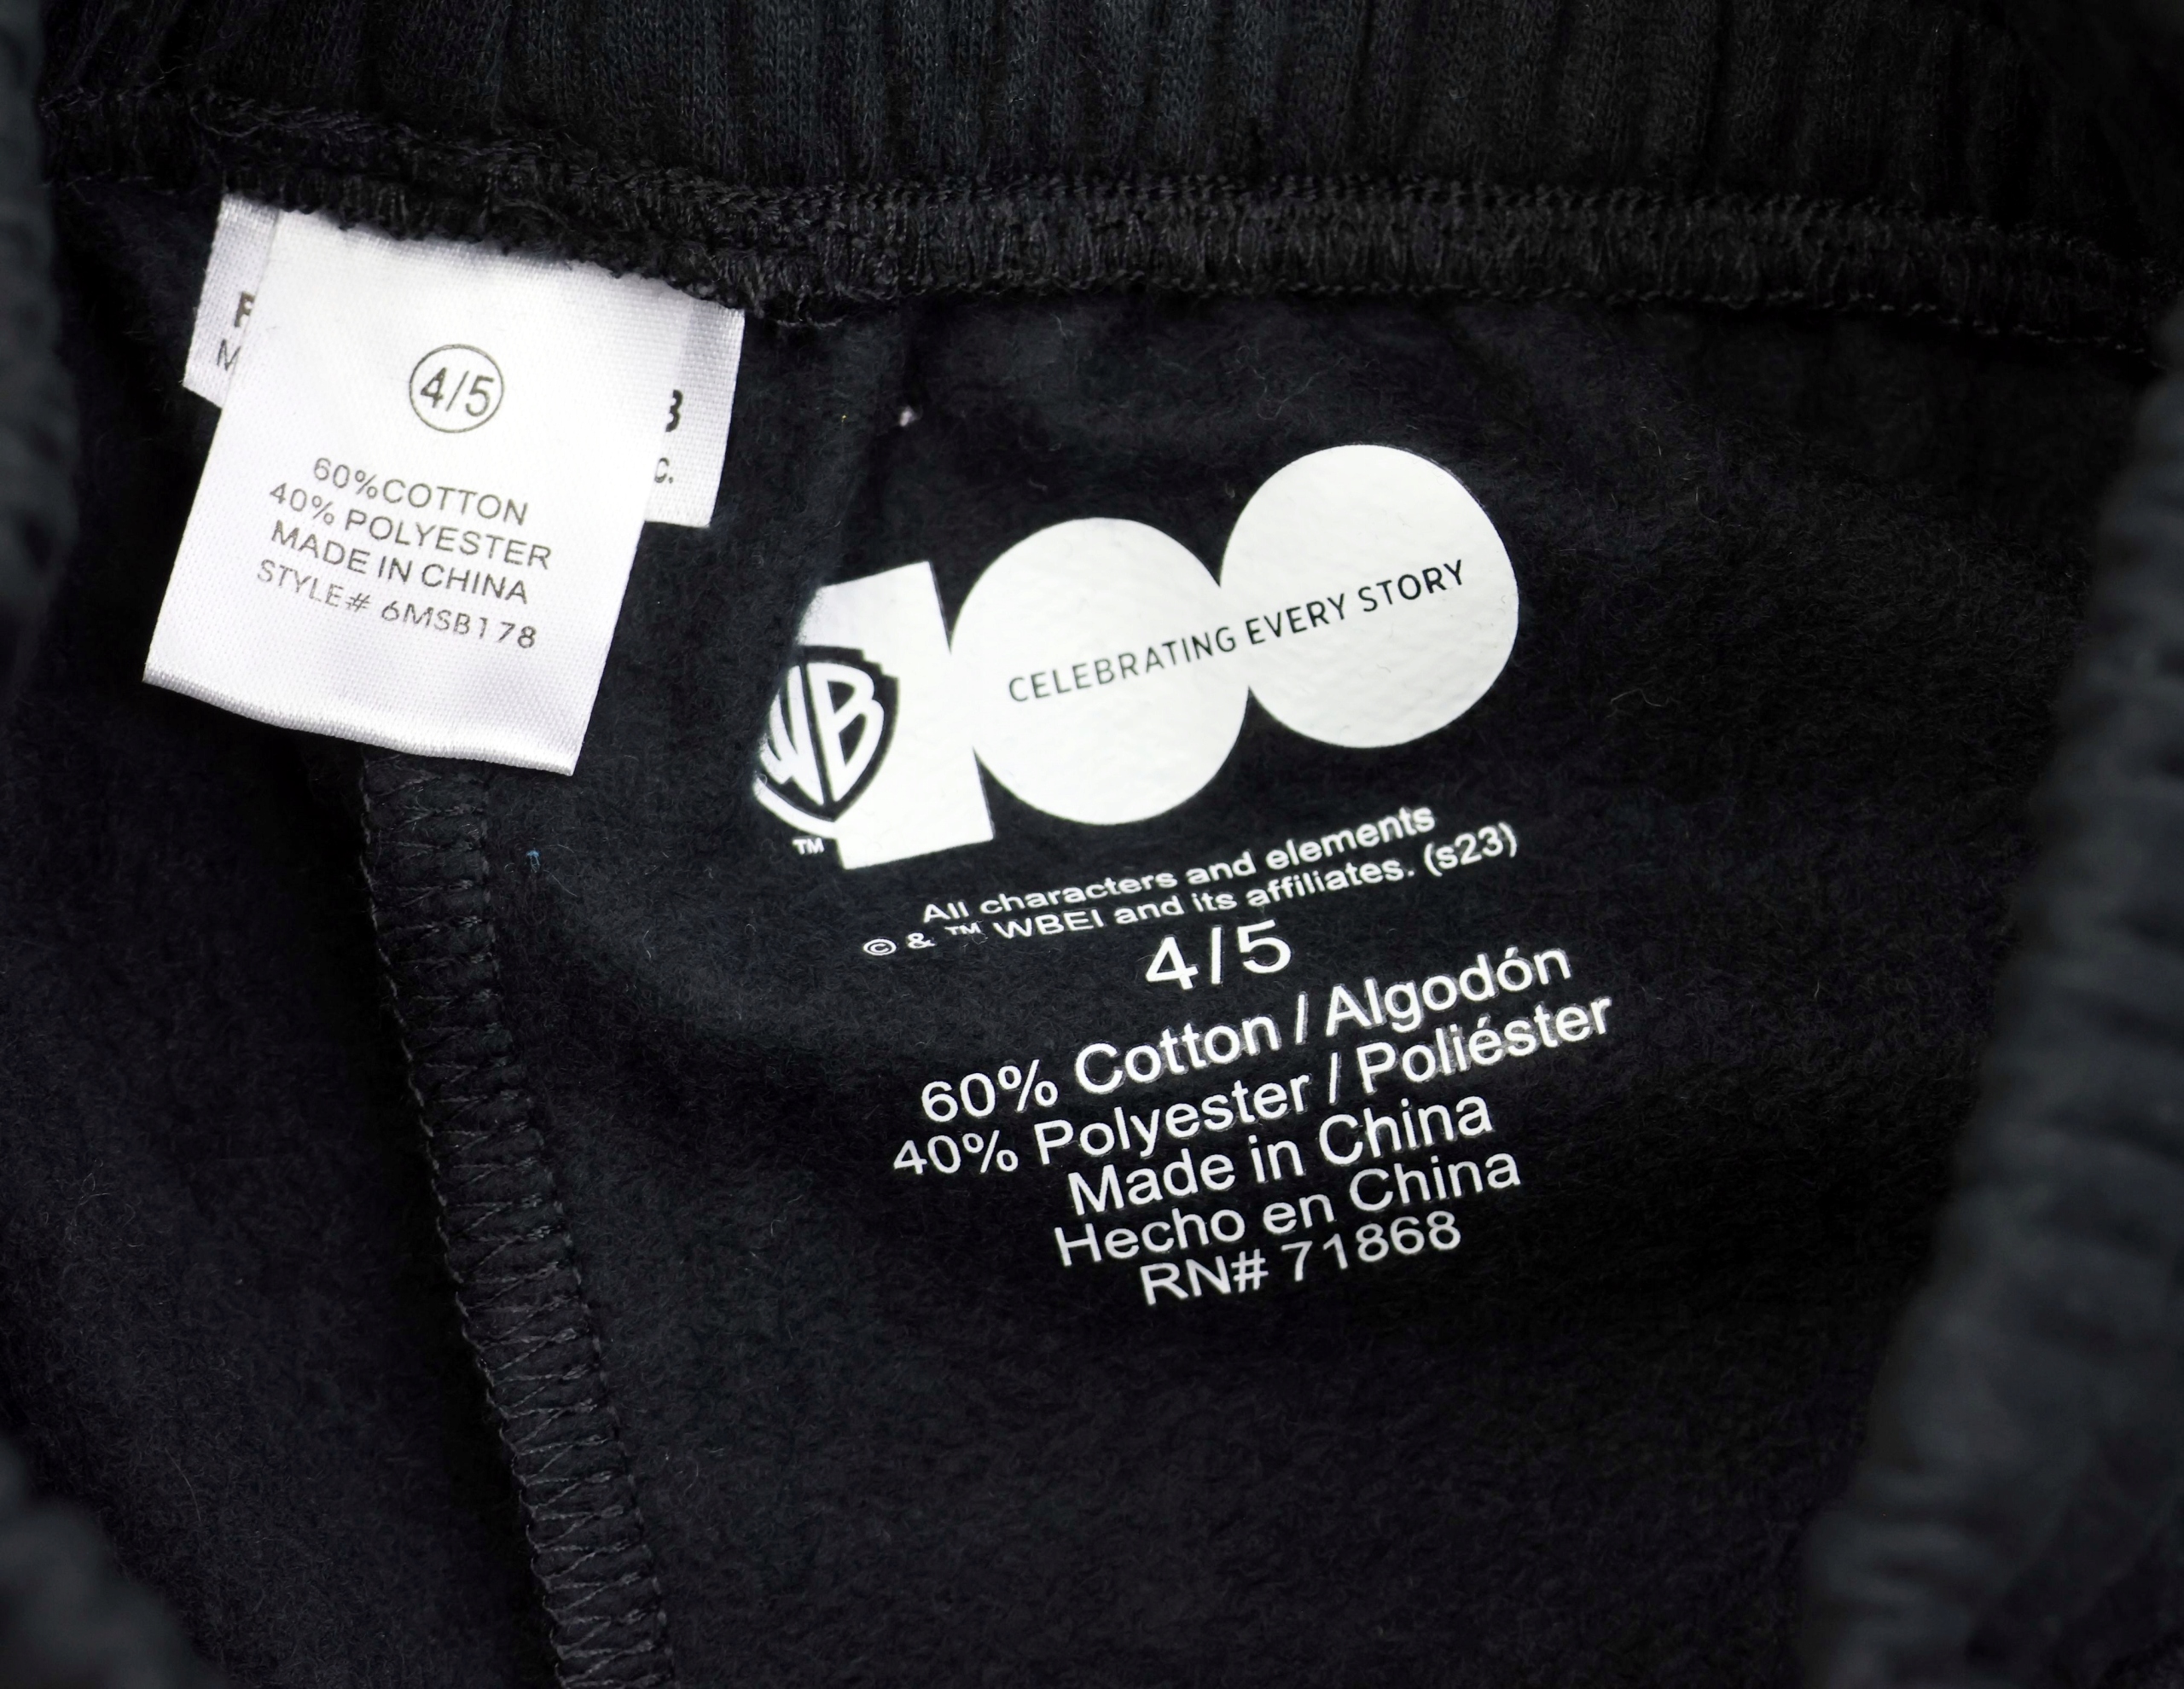 4/5
60%COTTON
40% POLYESTER
MADE IN CHINA
STYLE# 6MSB178
WB
TM
100
CELEBRATING EVERY STORY
All characters and elements
© & ™ WBEI and its affiliates. (s23)
4/5
60% Cotton / Algodón
40% Polyester / Poliéster
Made in China
Hecho en China
RN# 71868